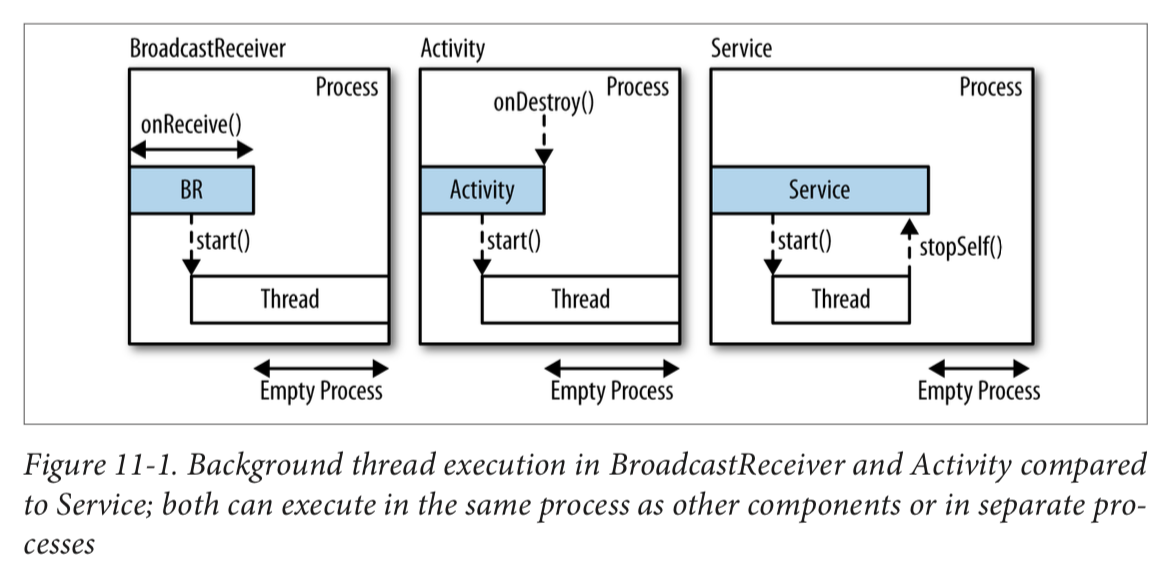 BroadcastReceiver
Process
onReceive()
BR
start()
Thread
Empty Process
Activity
Process
onDestroy()
Activity
start()
Thread
Empty Process
Service
Process
Service
start()
stopSelf()
Thread
Empty Process
Figure 11-1. Background thread execution in BroadcastReceiver and Activity compared
to Service; both can execute in the same process as other components or in separate pro-
cesses